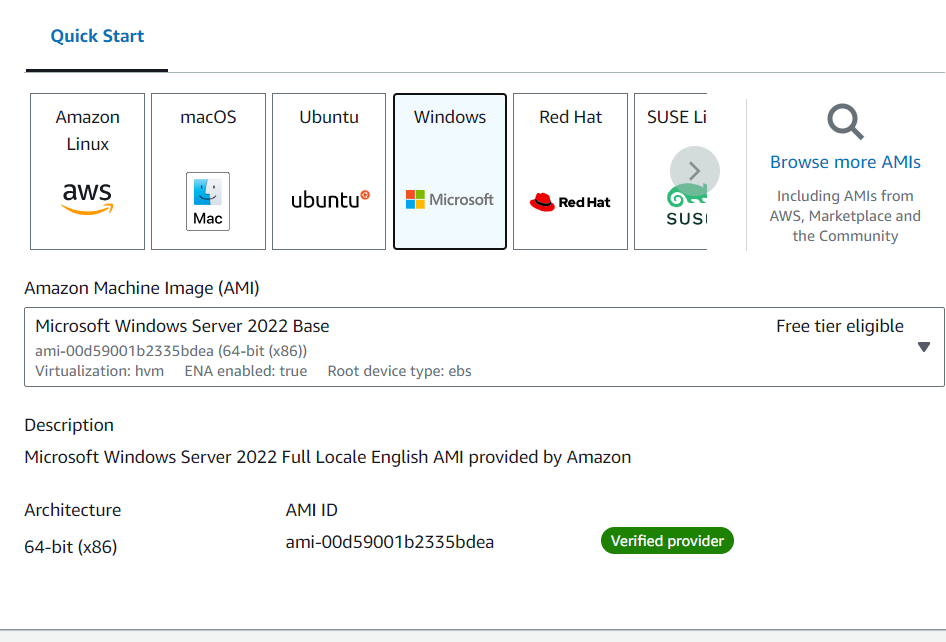 Quick Start
Amazon
Linux
aws
macOS
Mac
Ubuntu
ubuntu
Windows
Microsoft
Red Hat
Red Hat
SUSE Li
SUS
Browse more AMIs
Including AMIs from
AWS, Marketplace and
the Community
Amazon Machine Image (AMI)
Microsoft Windows Server 2022 Base
Free tier eligible
ami-00d59001b2335bdea (64-bit (x86))
Virtualization: hvm ENA enabled: true Root device type: ebs
Description
Microsoft Windows Server 2022 Full Locale English AMI provided by Amazon
Architecture
64-bit (x86)
AMI ID
ami-00d59001b2335bdea
Verified provider